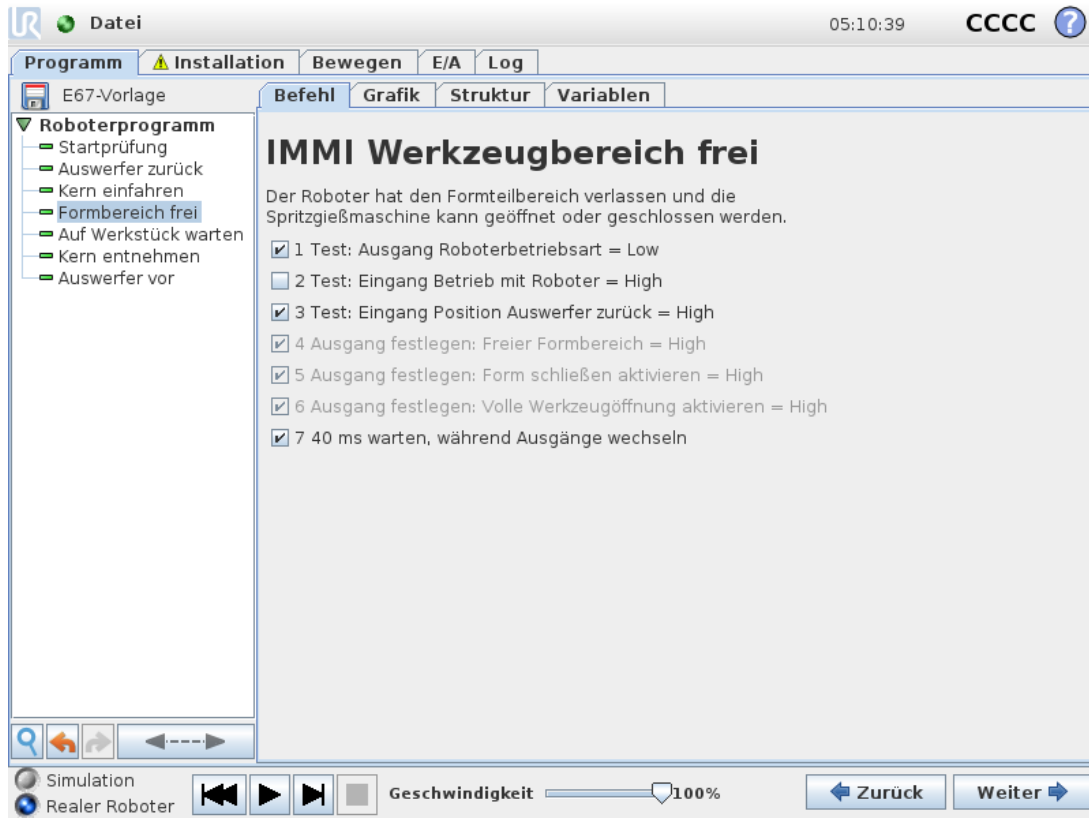 UR Datei 05:10:39 CCCC ?
Programm Installation Bewegen E/A Log
E67-Vorlage Befehl Grafik Struktur Variablen
Roboterprogramm
Startprüfung
Auswerfer zurück
Kern einfahren
Formbereich frei
Auf Werkstück warten
Kern entnehmen
Auswerfer vor
IMMI Werkzeugbereich frei
Der Roboter hat den Formteilbereich verlassen und die
Spritzgießmaschine kann geöffnet oder geschlossen werden.
1 Test: Ausgang Roboterbetriebsart = Low
2 Test: Eingang Betrieb mit Roboter = High
3 Test: Eingang Position Auswerfer zurück = High
4 Ausgang festlegen: Freier Formbereich = High
5 Ausgang festlegen: Form schließen aktivieren = High
6 Ausgang festlegen: Volle Werkzeugöffnung aktivieren = High
7 40 ms warten, während Ausgänge wechseln
Simulation
Realer Roboter
Geschwindigkeit 100% Zurück Weiter